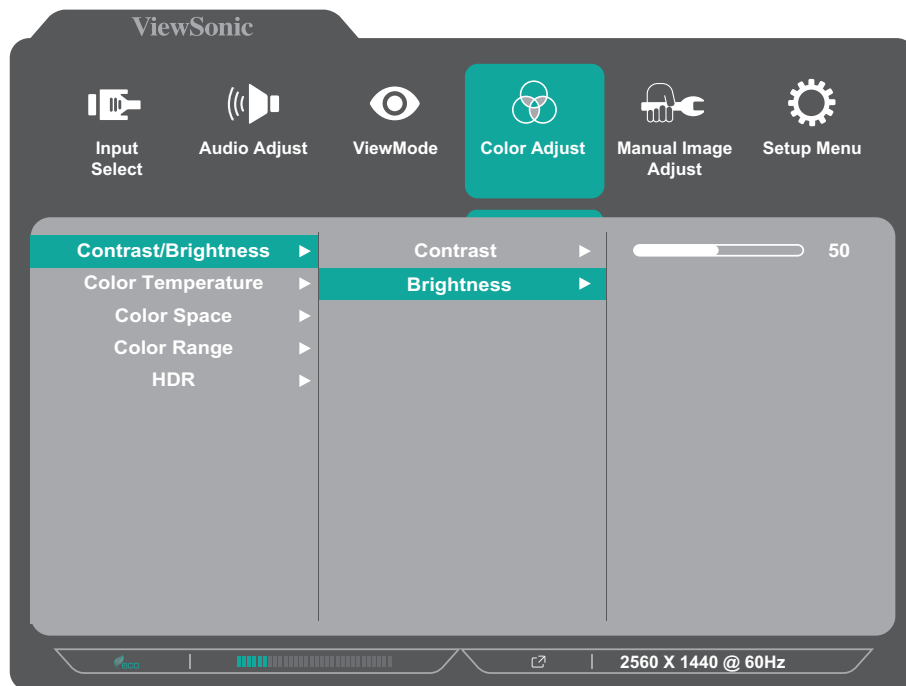 ViewSonic
Input Select
Audio Adjust
ViewMode
Color Adjust
Manual Image Adjust
Setup Menu
Contrast/Brightness
Contrast
50
Color Temperature
Brightness
Color Space
Color Range
HDR
eco
2560 X 1440 @ 60Hz